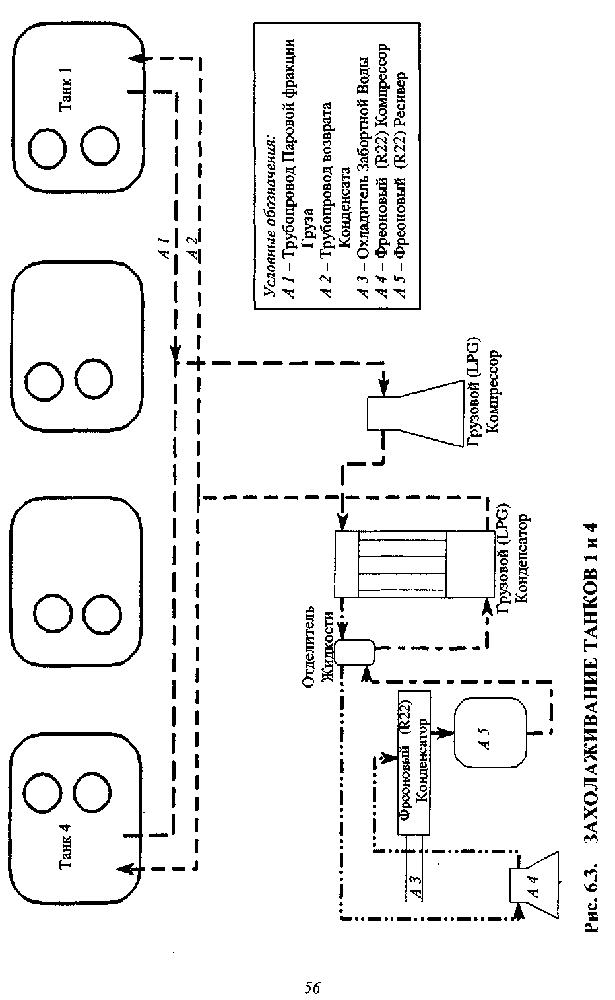 Танк 4
Танк 1
А 1
А 2
Условные обозначения:
А 1 – Трубопровод Паровой фракции
Груза
А 2 – Трубопровод возврата
Конденсата
А 3 – Охладитель Забортной Воды
А 4 – Фреоновый (R22) Компрессор
А 5 – Фреоновый (R22) Ресивер
Отделитель
Жидкости
Грузовой (LPG)
Конденсатор
Грузовой (LPG)
Компрессор
Фреоновый (R22)
Конденсатор
А 3
А 5
А 4
Рис. 6.3. ЗАХОЛАЖИВАНИЕ ТАНКОВ 1 и 4
56